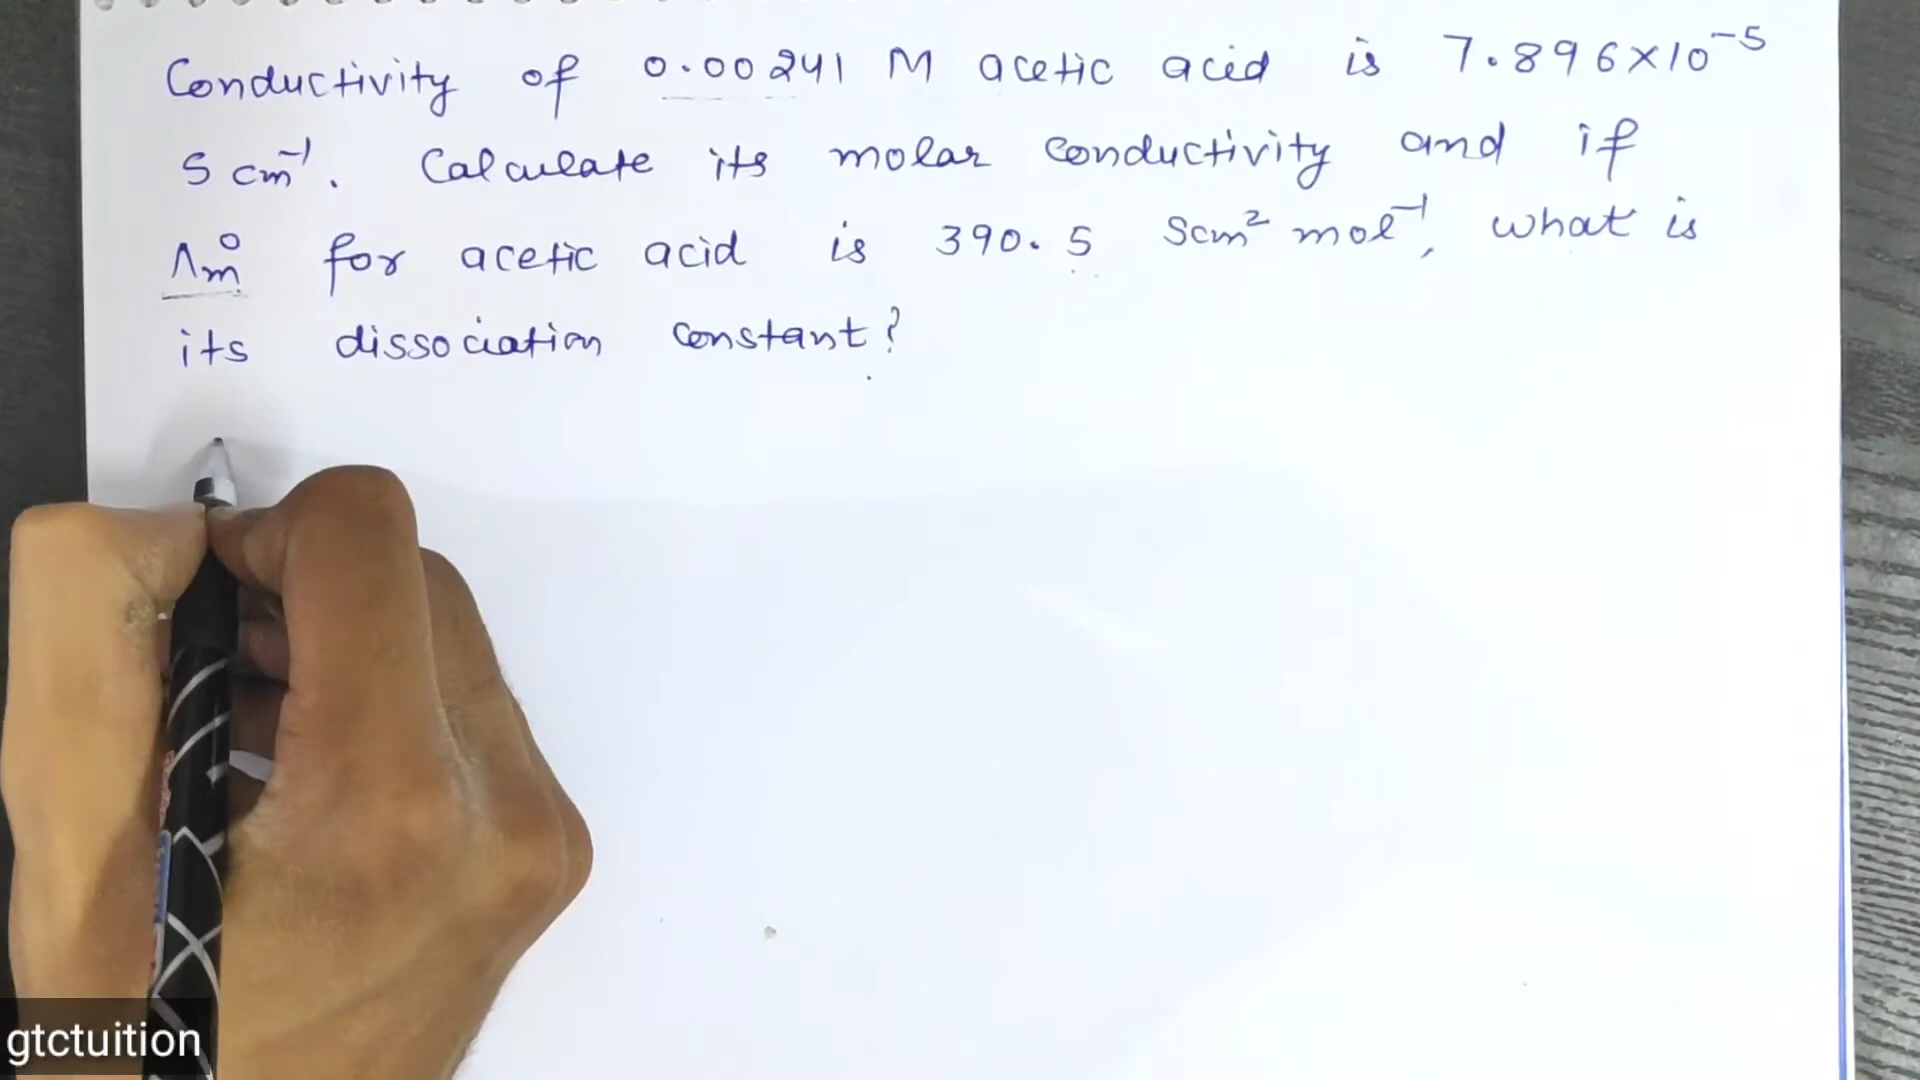 Conductivity of 0.00241 M acetic acid is 7.896×10⁻⁵
S cm⁻¹. Calculate its molar conductivity and if
Λm° for acetic acid is 390.5 Scm² mol⁻¹, what is
its dissociation constant?
gtctuition